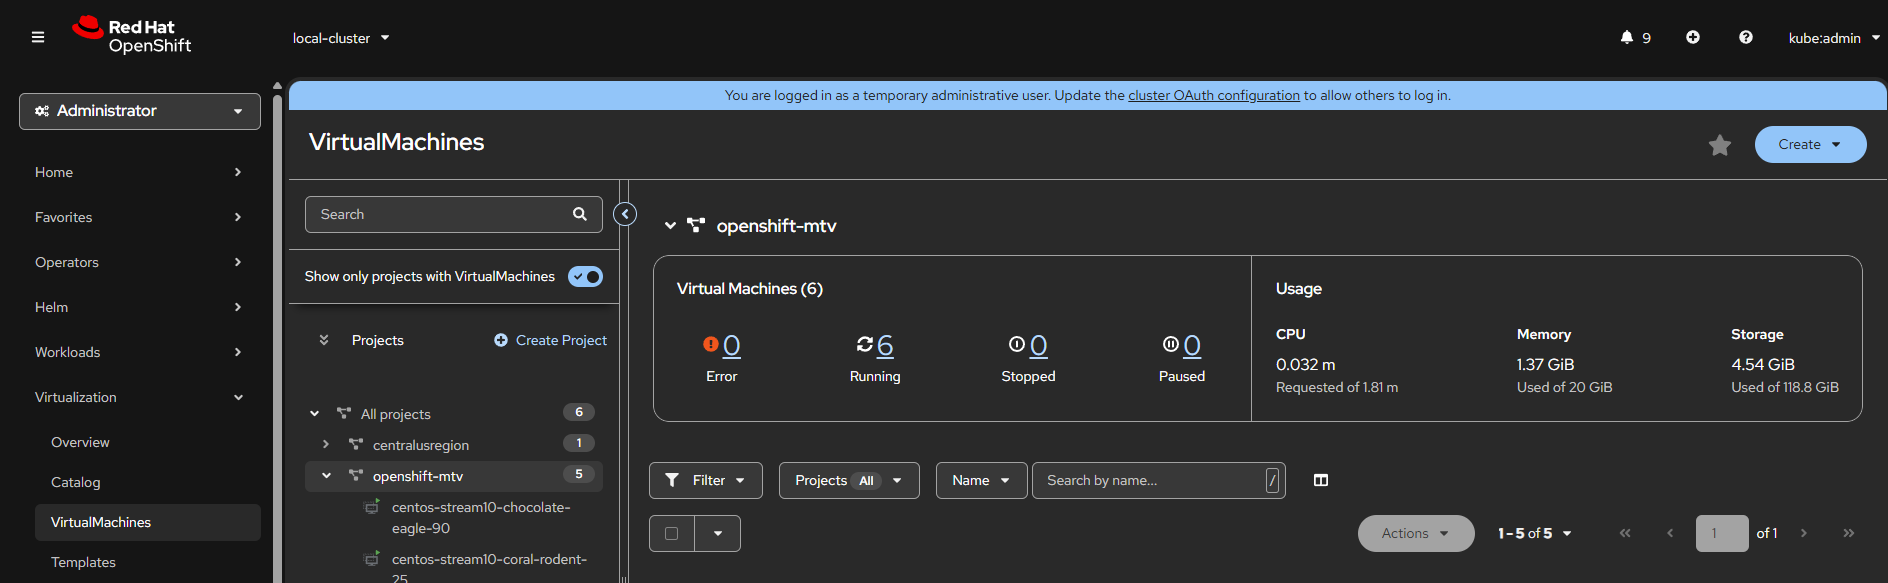 Red Hat
OpenShift
local-cluster
9
kube:admin
Administrator
Home
Favorites
Operators
Helm
Workloads
Virtualization
Overview
Catalog
VirtualMachines
Templates
You are logged in as a temporary administrative user. Update the cluster OAuth configuration to allow others to log in.
VirtualMachines
Create
Search
Show only projects with VirtualMachines
Projects
Create Project
All projects 6
centralusregion 1
openshift-mtv 5
centos-stream10-chocolate-
eagle-90
centos-stream10-coral-rodent-
25
openshift-mtv
Virtual Machines (6)
0
Error
6
Running
0
Stopped
0
Paused
Usage
CPU
0.032 m
Requested of 1.81 m
Memory
1.37 GiB
Used of 20 GiB
Storage
4.54 GiB
Used of 118.8 GiB
Filter
Projects All
Name
Search by name...
/
Actions
1 - 5 of 5
1
of 1